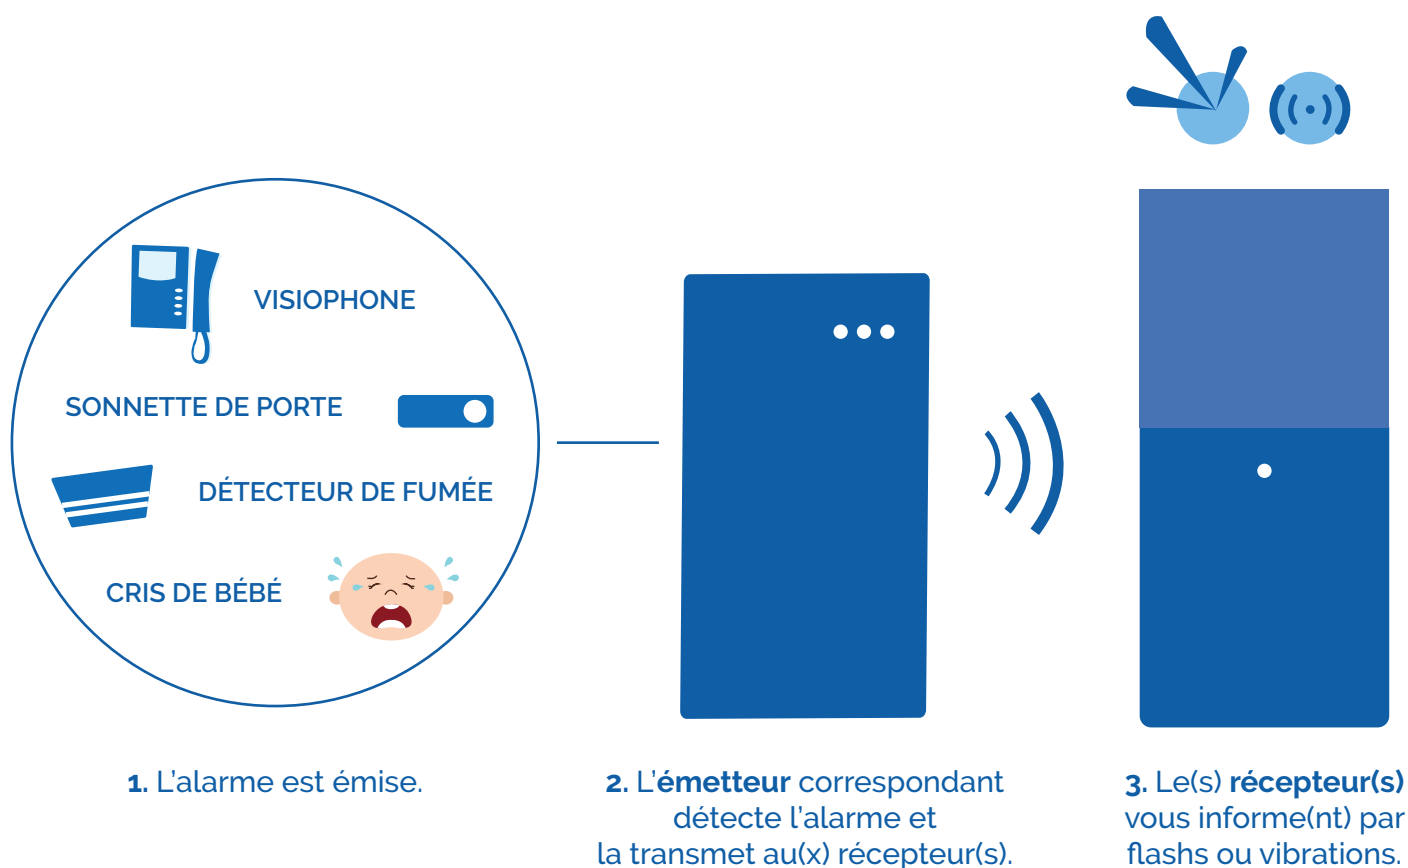 VISIOPHONE
SONNETTE DE PORTE
DÉTECTEUR DE FUMÉE
CRIS DE BÉBÉ
1. L’alarme est émise.
2. L’émetteur correspondant
détecte l’alarme et
la transmet au(x) récepteur(s).
3. Le(s) récepteur(s)
vous informe(nt) par
flashs ou vibrations.